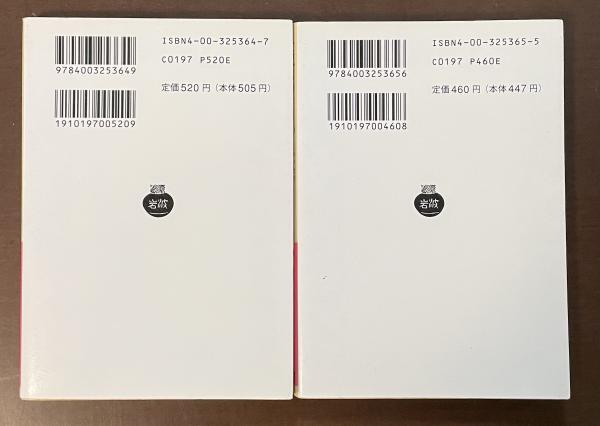 ISBN4-00-325364-7
9784003253649
C0197 P520E
定価520円(本体505円)
1910197005209
岩波
ISBN4-00-325365-5
9784003253656
C0197 P460E
定価460円(本体447円)
1910197004608
岩波